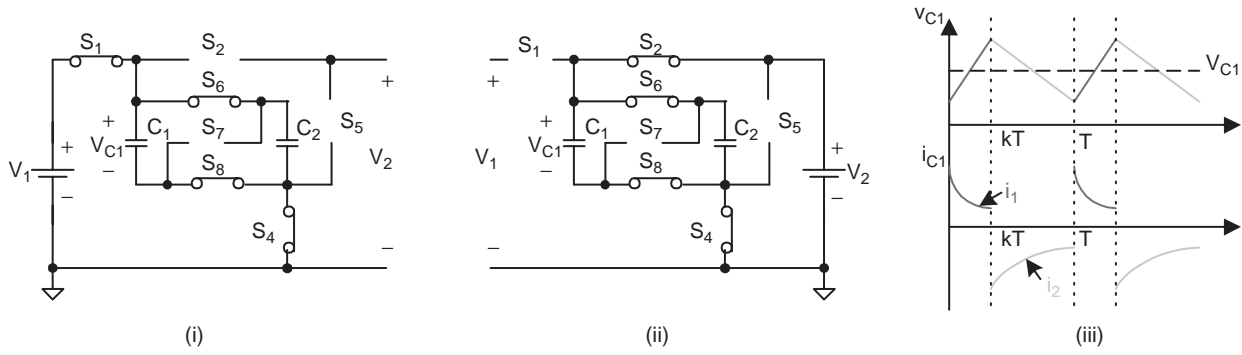 S1
S2
S6
+
+
+
C1
S7
C2
S5
VC1
V2
V1
−
S8
−
S4
−
(i)
S1
S2
S6
+
+
C1
S7
C2
S5
+
V1
VC1
V2
−
S8
−
S4
−
(ii)
vC1
VC1
kT
T
iC1
i1
kT
T
i2
(iii)